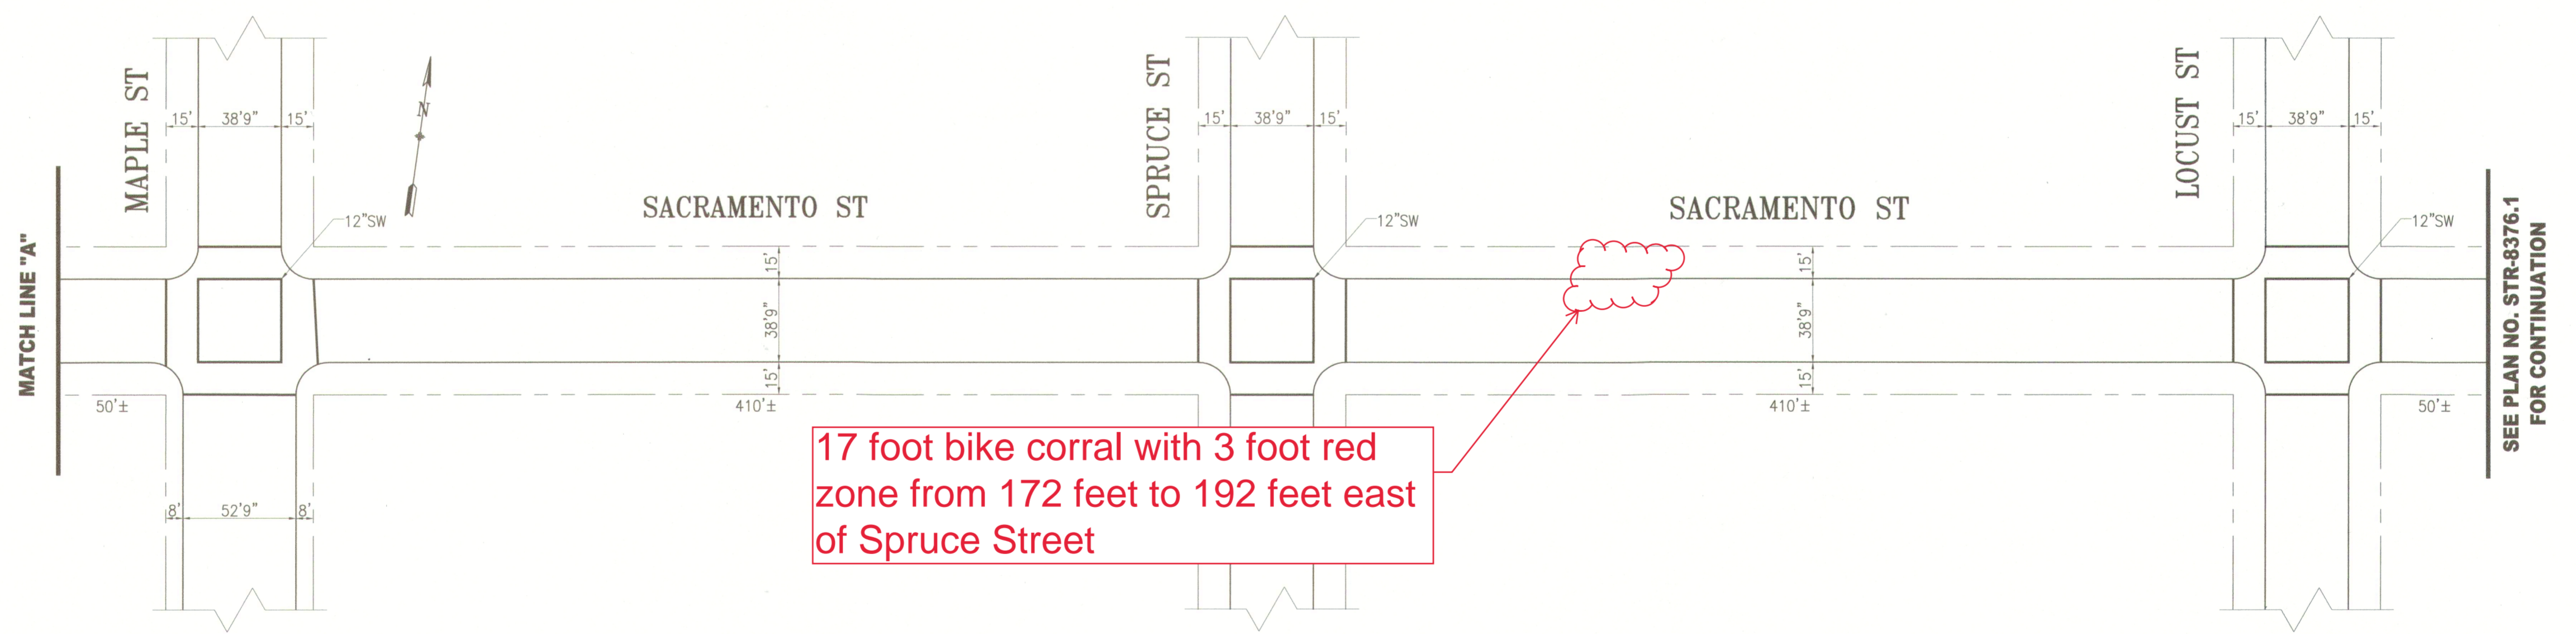 MATCH LINE "A"
MAPLE ST
15'
38'9"
15'
N
12"SW
SACRAMENTO ST
15'
38'9"
15'
50'±
410'±
8'
52'9"
8'
SPRUCE ST
15'
38'9"
15'
12"SW
SACRAMENTO ST
15'
38'9"
15'
410'±
17 foot bike corral with 3 foot red
zone from 172 feet to 192 feet east
of Spruce Street
LOCUST ST
15'
38'9"
15'
12"SW
50'±
SEE PLAN NO. STR-8376.1
FOR CONTINUATION